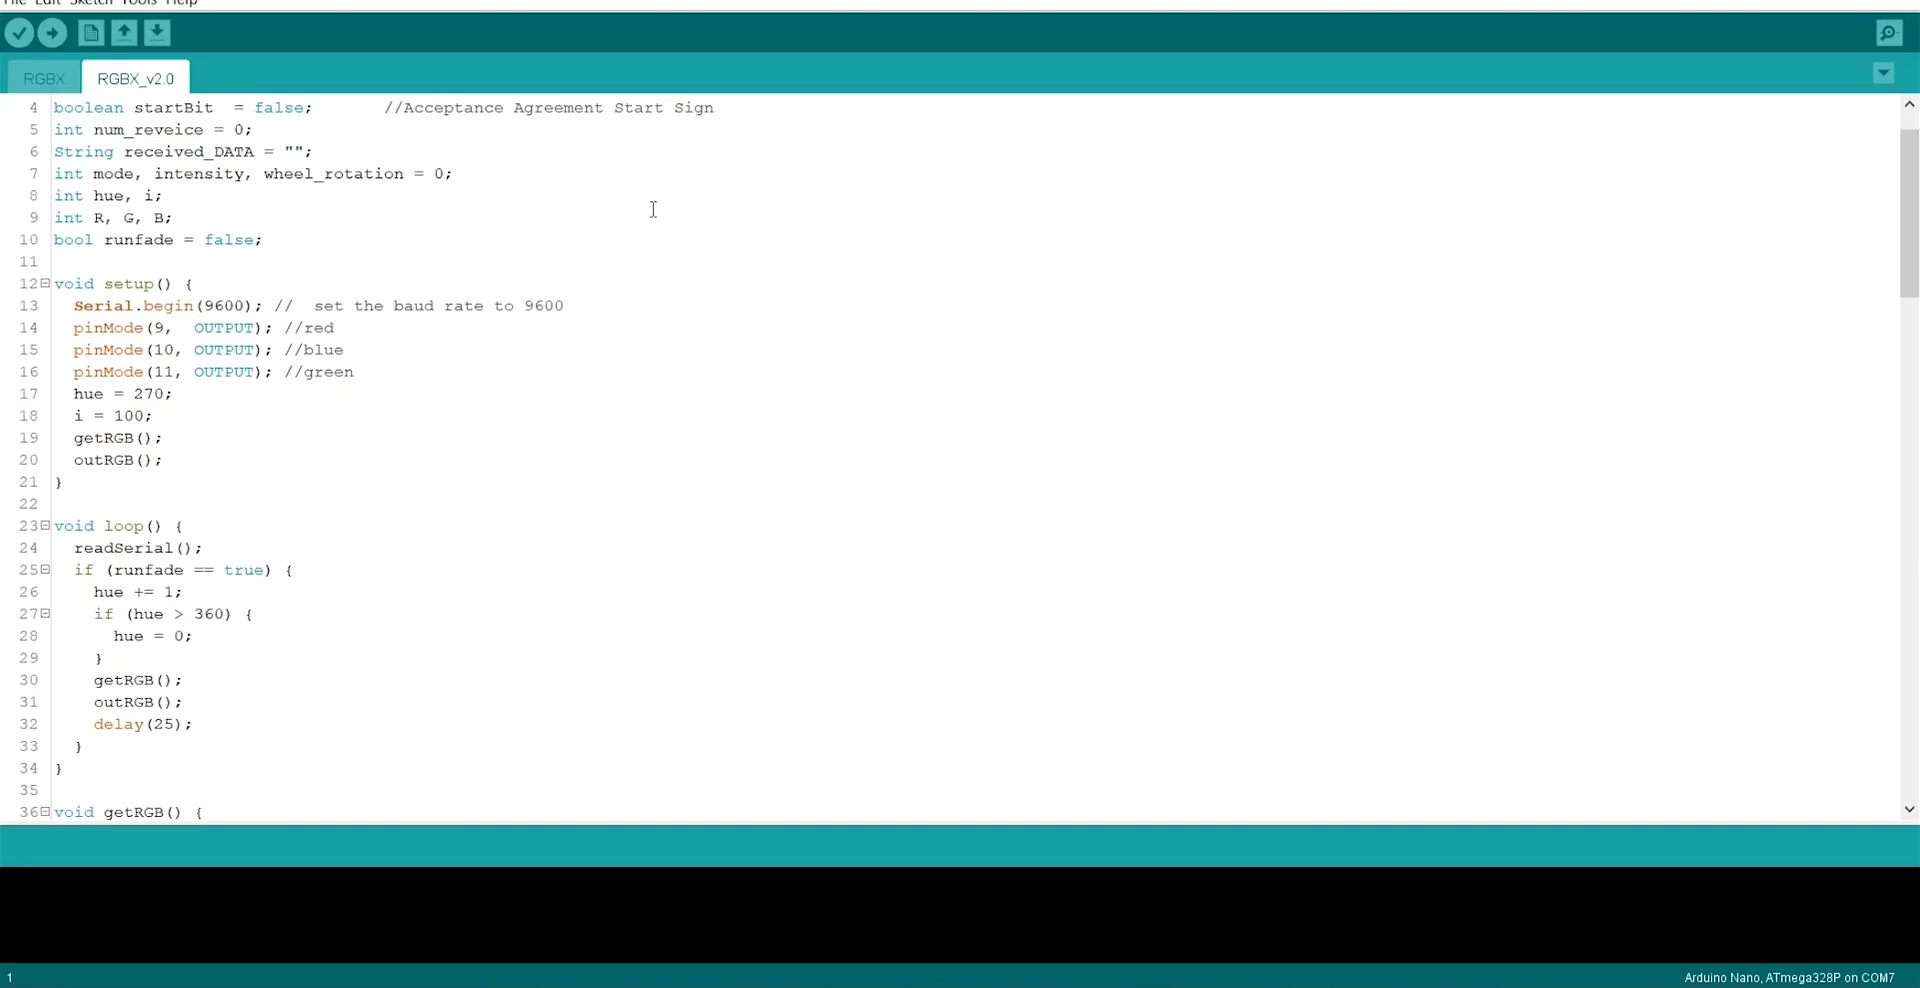 File Edit Sketch Tools Help
RGBX RGBX_v2.0
4 boolean startBit  = false;       //Acceptance Agreement Start Sign
5 int num_reveice = 0;
6 String received_DATA = "";
7 int mode, intensity, wheel_rotation = 0;
8 int hue, i;
9 int R, G, B;
10 bool runfade = false;
11
12 void setup() {
13   Serial.begin(9600); //  set the baud rate to 9600
14   pinMode(9,  OUTPUT); //red
15   pinMode(10, OUTPUT); //blue
16   pinMode(11, OUTPUT); //green
17   hue = 270;
18   i = 100;
19   getRGB();
20   outRGB();
21 }
22
23 void loop() {
24   readSerial();
25   if (runfade == true) {
26     hue += 1;
27     if (hue > 360) {
28       hue = 0;
29     }
30     getRGB();
31     outRGB();
32     delay(25);
33   }
34 }
35
36 void getRGB() {
1 Arduino Nano, ATmega328P on COM7